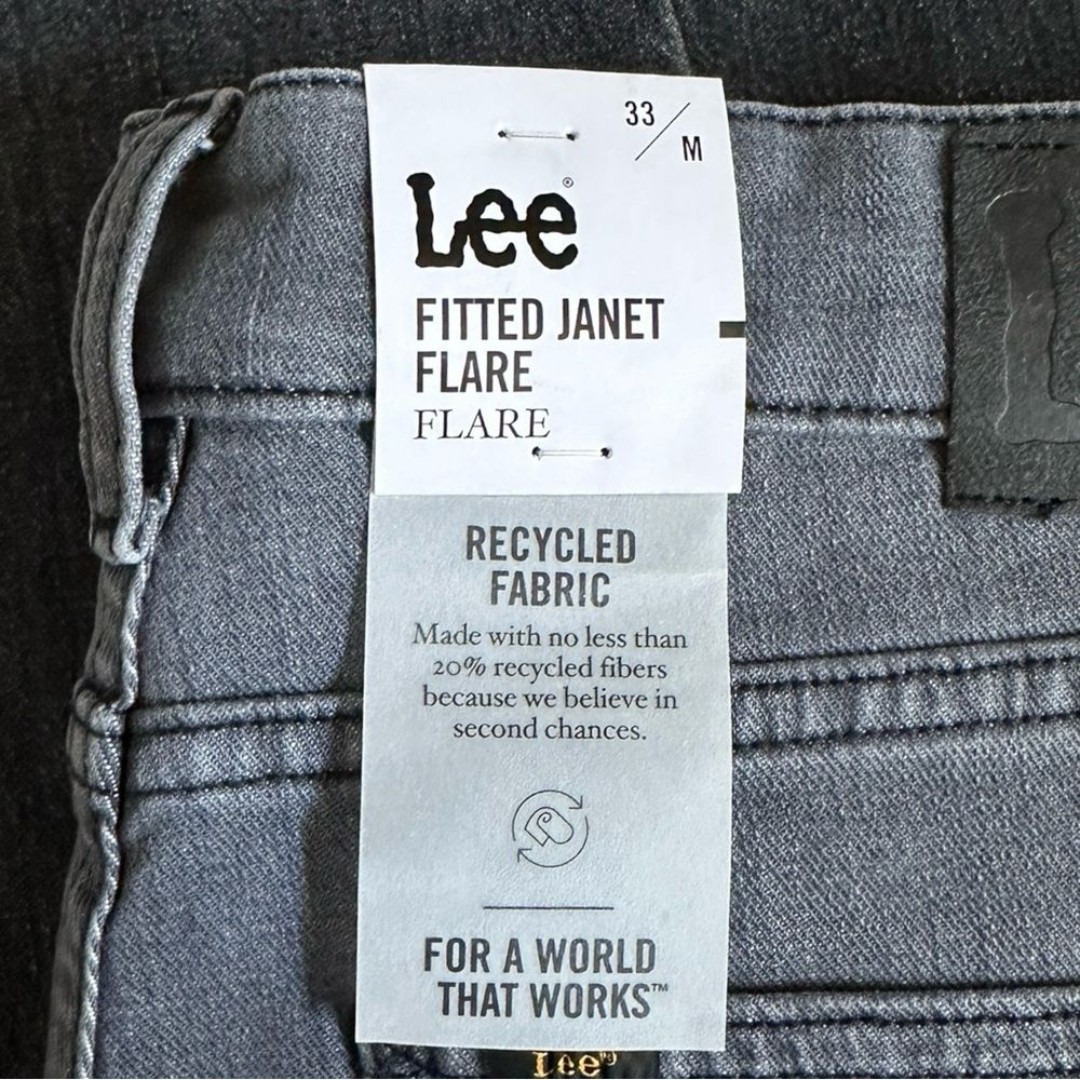 33/M
Lee®
FITTED JANET
FLARE
FLARE
RECYCLED
FABRIC
Made with no less than
20% recycled fibers
because we believe in
second chances.
FOR A WORLD
THAT WORKS™
Lee®